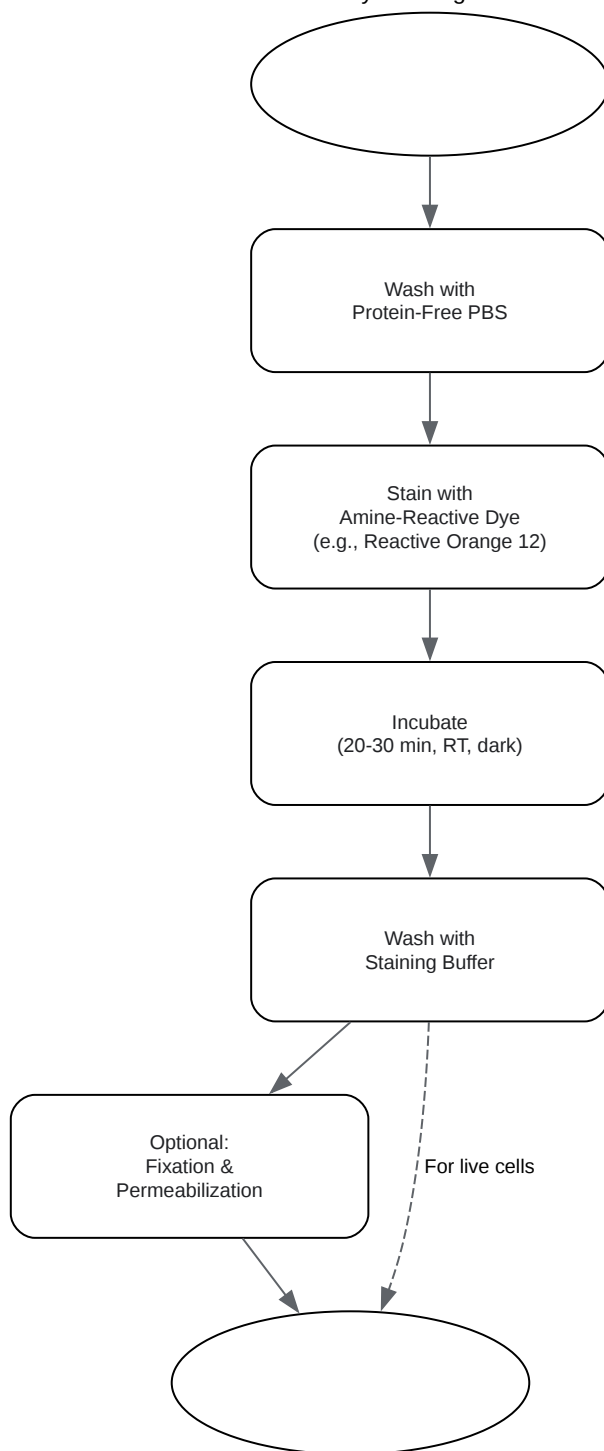 Wash with
Protein-Free PBS
Stain with
Amine-Reactive Dye
(e.g., Reactive Orange 12)
Incubate
(20-30 min, RT, dark)
Wash with
Staining Buffer
Optional:
Fixation &
Permeabilization
For live cells